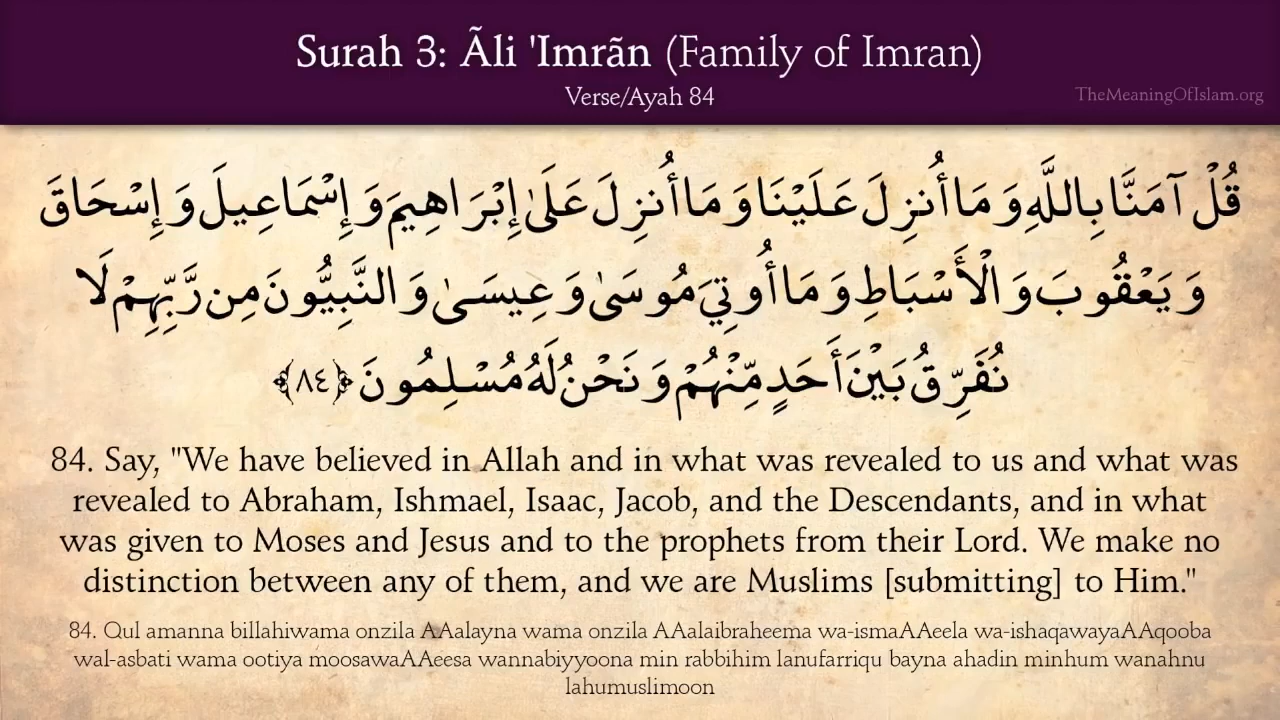 Surah 3: Ãli 'Imrãn (Family of Imran)
Verse/Ayah 84
TheMeaningOfIslam.org
قُلْ آمَنَّا بِاللَّهِ وَمَا أُنزِلَ عَلَيْنَا وَمَا أُنزِلَ عَلَىٰ إِبْرَاهِيمَ وَإِسْمَاعِيلَ وَإِسْحَاقَ
وَيَعْقُوبَ وَالْأَسْبَاطِ وَمَا أُوتِيَ مُوسَىٰ وَعِيسَىٰ وَالنَّبِيُّونَ مِن رَّبِّهِمْ لَا
نُفَرِّقُ بَيْنَ أَحَدٍ مِّنْهُمْ وَنَحْنُ لَهُ مُسْلِمُونَ ﴿٨٤﴾
84. Say, "We have believed in Allah and in what was revealed to us and what was
revealed to Abraham, Ishmael, Isaac, Jacob, and the Descendants, and in what
was given to Moses and Jesus and to the prophets from their Lord. We make no
distinction between any of them, and we are Muslims [submitting] to Him."
84. Qul amanna billahiwama onzila AAalayna wama onzila AAalaibraheema wa-ismaAAeela wa-ishaqawayaAAqooba
wal-asbati wama ootiya moosawaAAeesa wannabiyyoona min rabbihim lanufarriqu bayna ahadin minhum wanahnu
lahumuslimoon